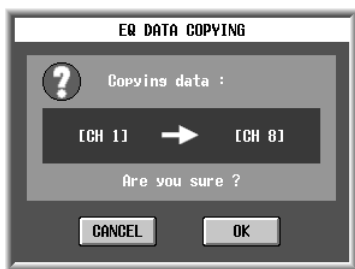 EQ DATA COPYING
?
Copying data :
[CH 1] → [CH 8]
Are you sure ?
CANCEL OK